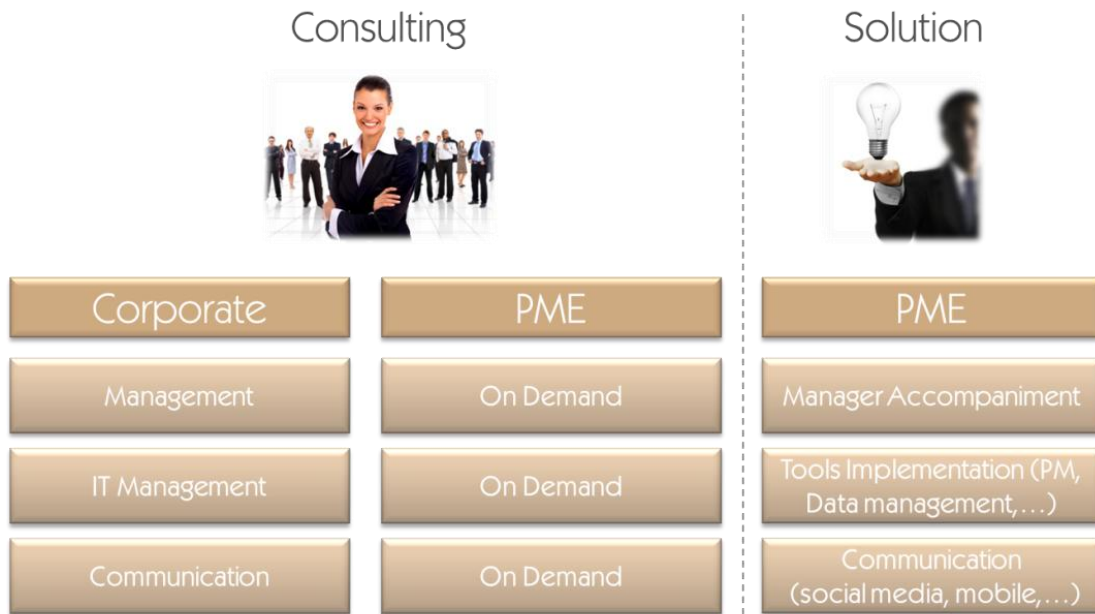 Consulting
Solution
Corporate
PME
PME
Management
On Demand
Manager Accompaniment
IT Management
On Demand
Tools Implementation (PM,
Data management,...)
Communication
On Demand
Communication
(social media, mobile,...)